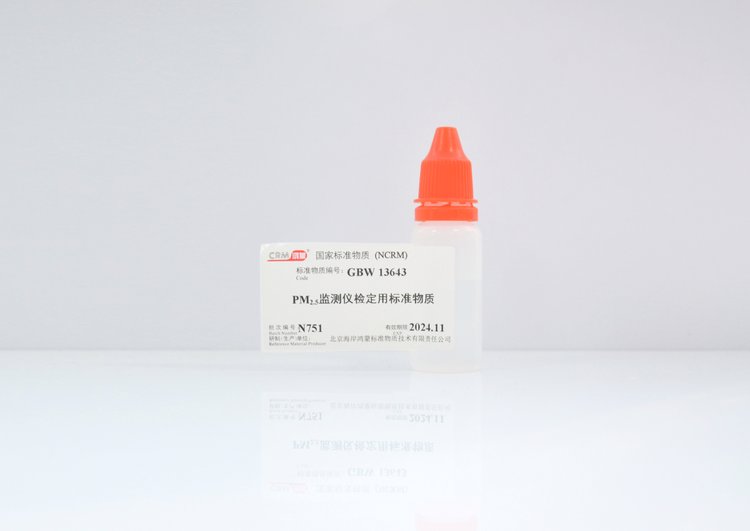 CRM 鸿蒙® 国家标准物质 (NCRM)
标准物质编号: GBW 13643
Code
PM2.5监测仪检定用标准物质
批次编号 N751 有效期限 2024.11
Batch Number EXP
研制(生产)单位: 北京海岸鸿蒙标准物质技术有限责任公司
Reference Material Producer